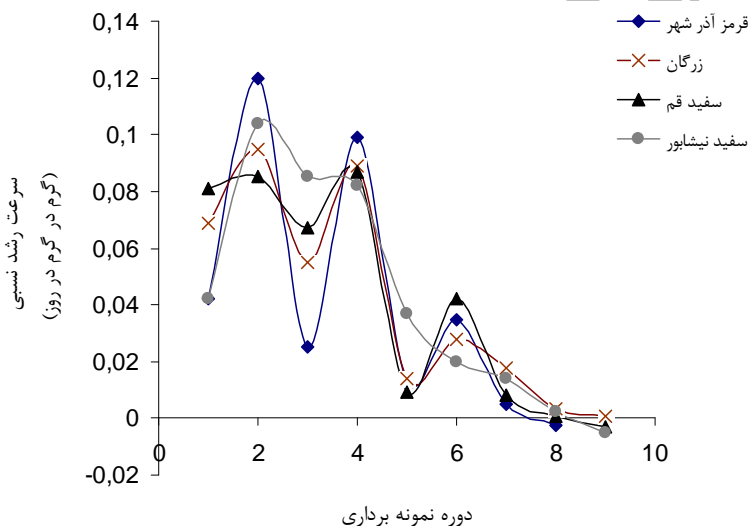 0,14
0,12
0,1
0,08
0,06
0,04
0,02
0
-0,02
0
2
4
6
8
10
سرعت رشد نسبی
(گرم در گرم در روز)
دوره نمونه برداری
قرمز آذر شهر
زرگان
سفید قم
سفید نیشابور